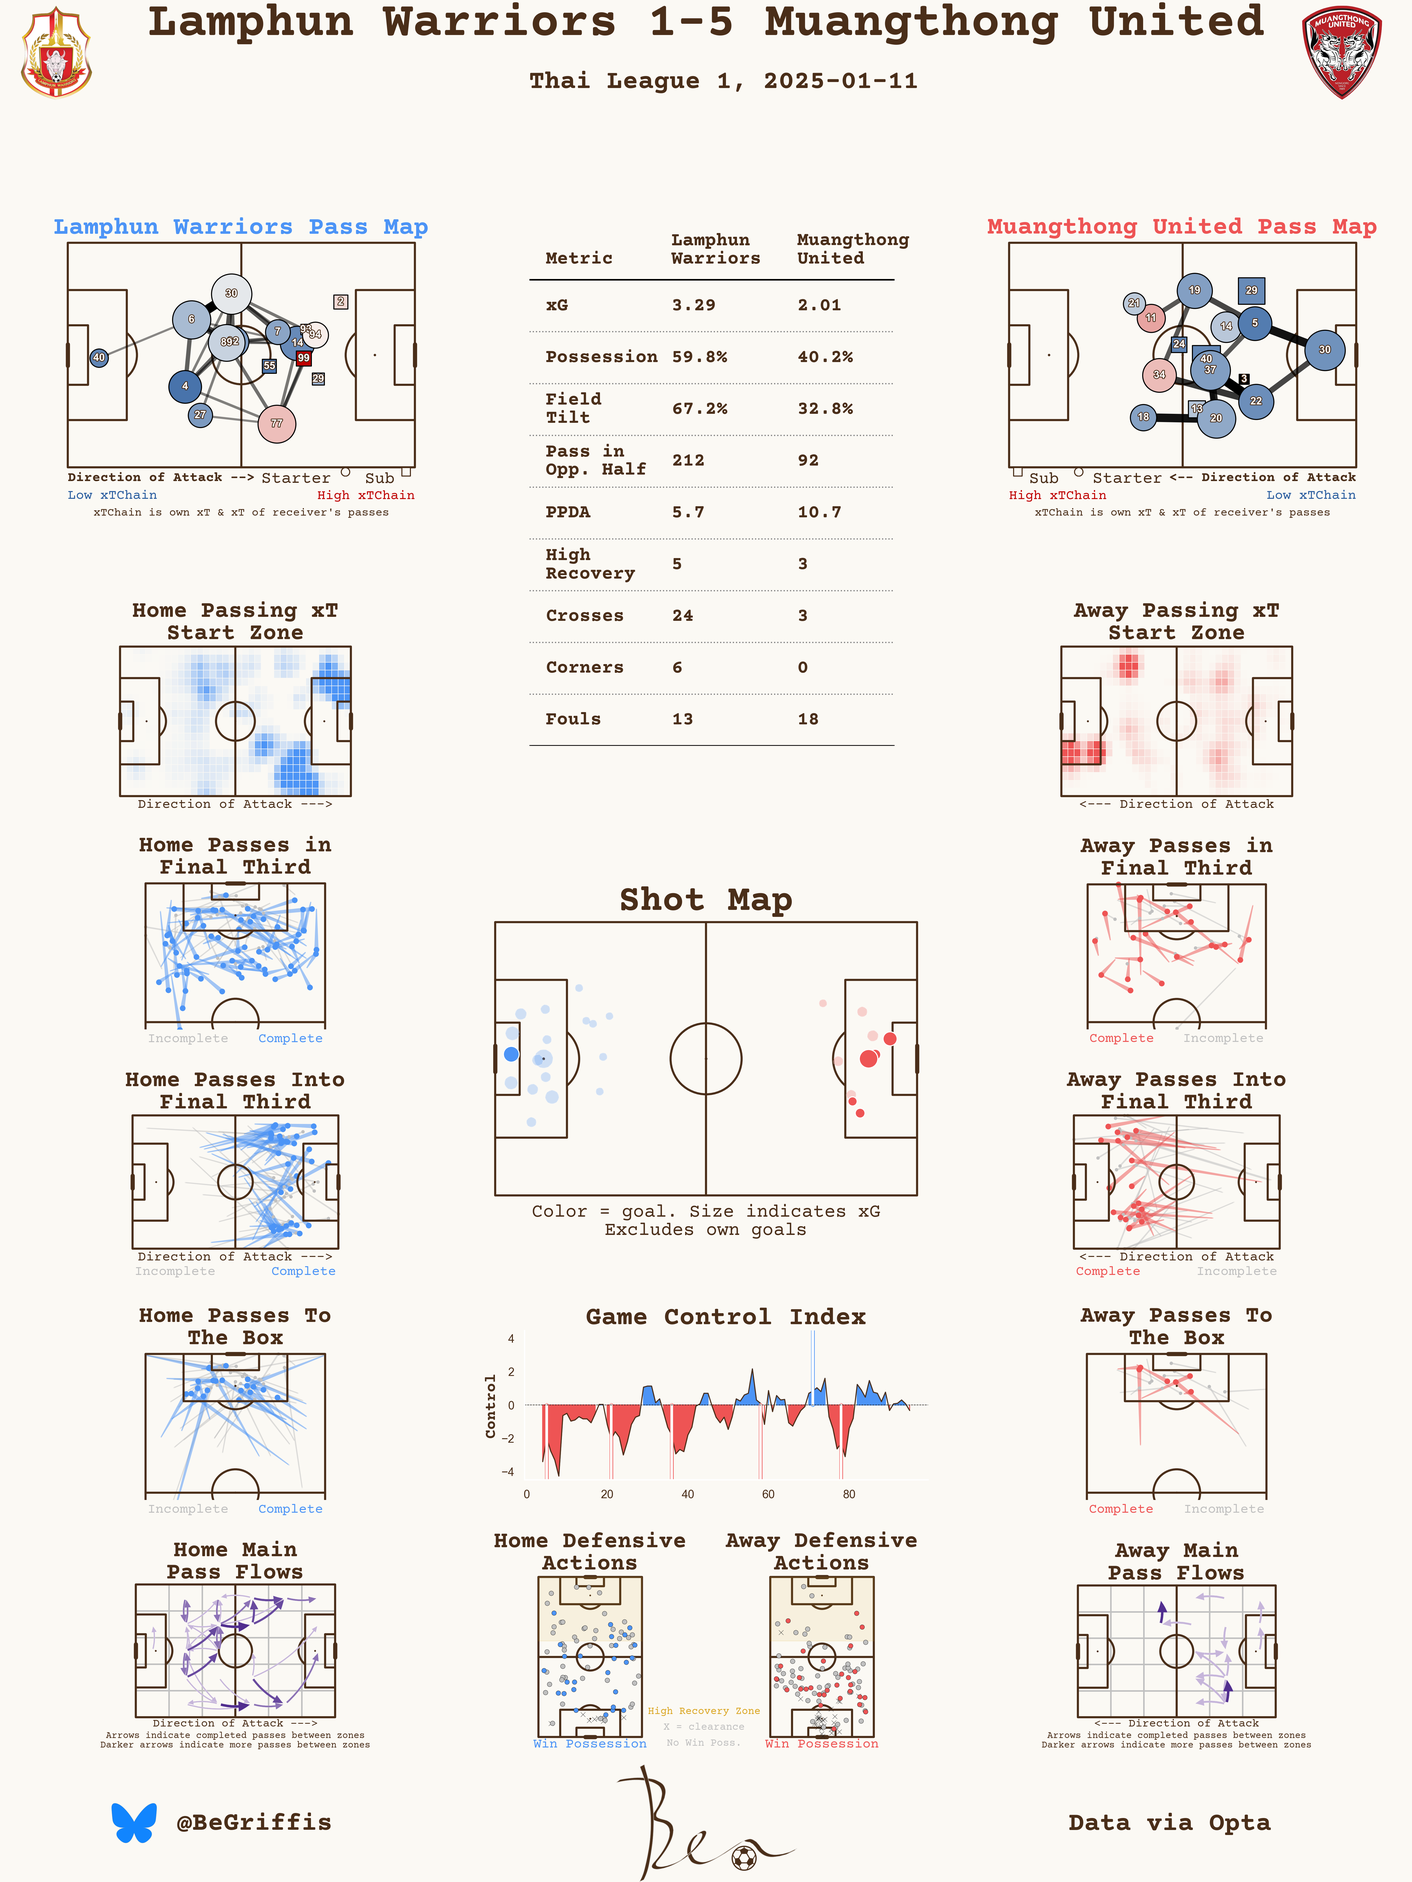 Lamphun Warriors 1-5 Muangthong United
Thai League 1, 2025-01-11
MUANGTHONG
UNITED
Lamphun Warriors Pass Map
30
6
7
93
94
2
892
14
40
99
55
29
4
27
77
Direction of Attack --> Starter Sub
Low xTChain High xTChain
xTChain is own xT & xT of receiver's passes
Metric Lamphun Warriors Muangthong United
xG 3.29 2.01
Possession 59.8% 40.2%
Field Tilt 67.2% 32.8%
Pass in Opp. Half 212 92
PPDA 5.7 10.7
High Recovery 5 3
Crosses 24 3
Corners 6 0
Fouls 13 18
Muangthong United Pass Map
19
29
21
11
14
5
24
40
30
37
34
3
22
13
18
20
Sub Starter <-- Direction of Attack
High xTChain Low xTChain
xTChain is own xT & xT of receiver's passes
Home Passing xT
Start Zone
Direction of Attack --->
Away Passing xT
Start Zone
<--- Direction of Attack
Home Passes in
Final Third
Incomplete Complete
Away Passes in
Final Third
Complete Incomplete
Shot Map
Color = goal. Size indicates xG
Excludes own goals
Home Passes Into
Final Third
Direction of Attack --->
Incomplete Complete
Away Passes Into
Final Third
<--- Direction of Attack
Complete Incomplete
Home Passes To
The Box
Incomplete Complete
Game Control Index
Control
4
2
0
−2
−4
0 20 40 60 80
Away Passes To
The Box
Complete Incomplete
Home Main
Pass Flows
Direction of Attack --->
Arrows indicate completed passes between zones
Darker arrows indicate more passes between zones
Home Defensive
Actions
Win Possession
High Recovery Zone
X = clearance
No Win Poss.
Away Defensive
Actions
Win Possession
Away Main
Pass Flows
<--- Direction of Attack
Arrows indicate completed passes between zones
Darker arrows indicate more passes between zones
@BeGriffis
Ben
Data via Opta